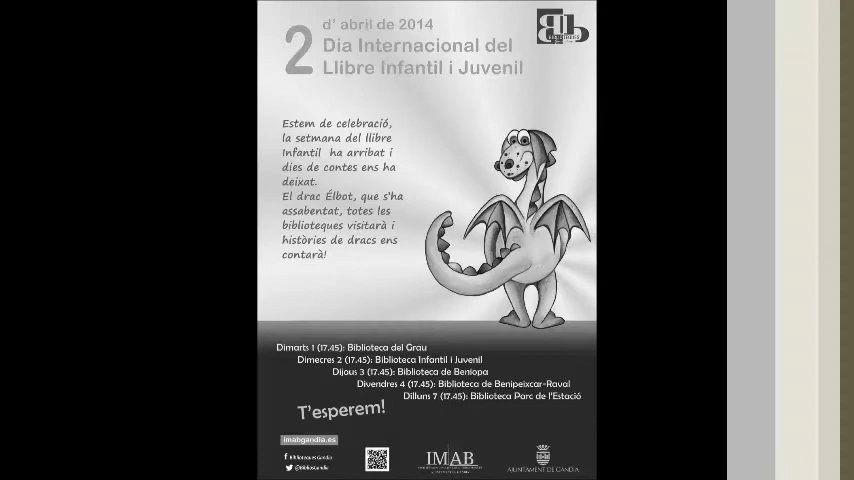 2
d' abril de 2014
Dia Internacional del
Llibre Infantil i Juvenil
Estem de celebració,
la setmana del llibre
Infantil ha arribat i
dies de contes ens ha
deixat.
El drac Élbot, que s'ha
assabentat, totes les
biblioteques visitarà i
històries de dracs ens
contarà!
Dimarts 1 (17.45): Biblioteca del Grau
Dimecres 2 (17.45): Biblioteca Infantil i Juvenil
Dijous 3 (17.45): Biblioteca de Beniopa
Divendres 4 (17.45): Biblioteca de Benipeixcar-Raval
Dilluns 7 (17.45): Biblioteca Parc de l'Estació
T'esperem!
imabgandia.es
Biblioteques Gandia
@BibliosGandia
IMAB
AJUNTAMENT DE GANDIA